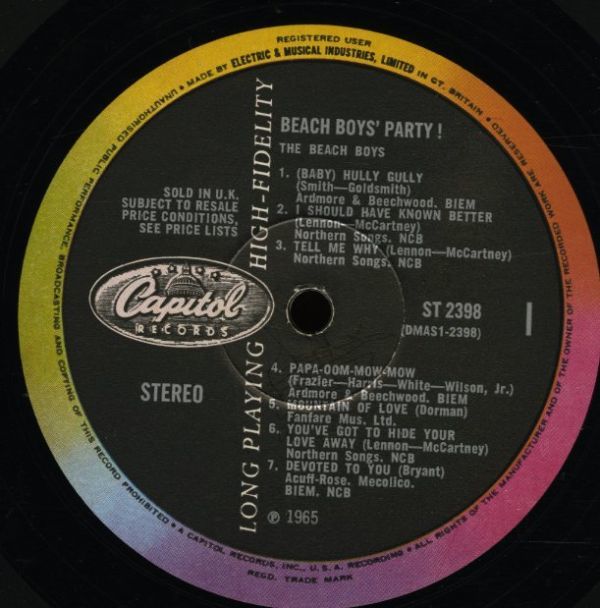 REGISTERED USER
• MADE BY ELECTRIC & MUSICAL INDUSTRIES, LIMITED IN GT. BRITAIN •
UNAUTHORISED PUBLIC PERFORMANCE, BROADCASTING AND COPYING OF THIS RECORD PROHIBITED •
A CAPITOL RECORDS, INC., U.S.A. RECORDING •
ALL RIGHTS OF THE MANUFACTURER AND OF THE OWNER OF THE RECORDED WORK ARE RESERVED
REGD. TRADE MARK
LONG PLAYING HIGH-FIDELITY
BEACH BOYS' PARTY !
THE BEACH BOYS
1. (BABY) HULLY GULLY
(Smith—Goldsmith)
Ardmore & Beechwood. BIEM
2. I SHOULD HAVE KNOWN BETTER
(Lennon—McCartney)
Northern Songs. NCB
3. TELL ME WHY (Lennon—McCartney)
Northern Songs. NCB
SOLD IN U.K.
SUBJECT TO RESALE
PRICE CONDITIONS,
SEE PRICE LISTS
Capitol
RECORDS
ST 2398
(DMAS1-2398)
1
STEREO
4. PAPA-OOM-MOW-MOW
(Frazier—Harris—White—Wilson, Jr.)
Ardmore & Beechwood. BIEM
5. MOUNTAIN OF LOVE (Dorman)
Fanfare Mus. Ltd.
6. YOU'VE GOT TO HIDE YOUR
LOVE AWAY (Lennon—McCartney)
Northern Songs. NCB
7. DEVOTED TO YOU (Bryant)
Acuff-Rose. Mecolico.
BIEM. NCB
℗ 1965